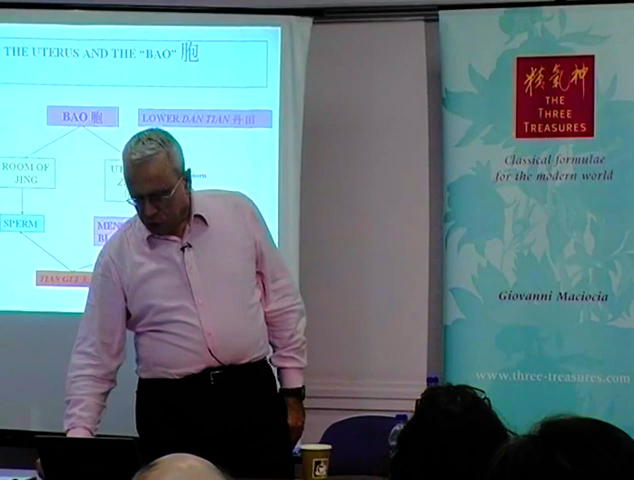 THE UTERUS AND THE “BAO” 胞
BAO 胞
LOWER DAN TIAN 丹田
ROOM OF
JING
SPERM
精氣神
THE
THREE
TREASURES
Classical formulae
for the modern world
Giovanni Maciocia
www.three-treasures.com